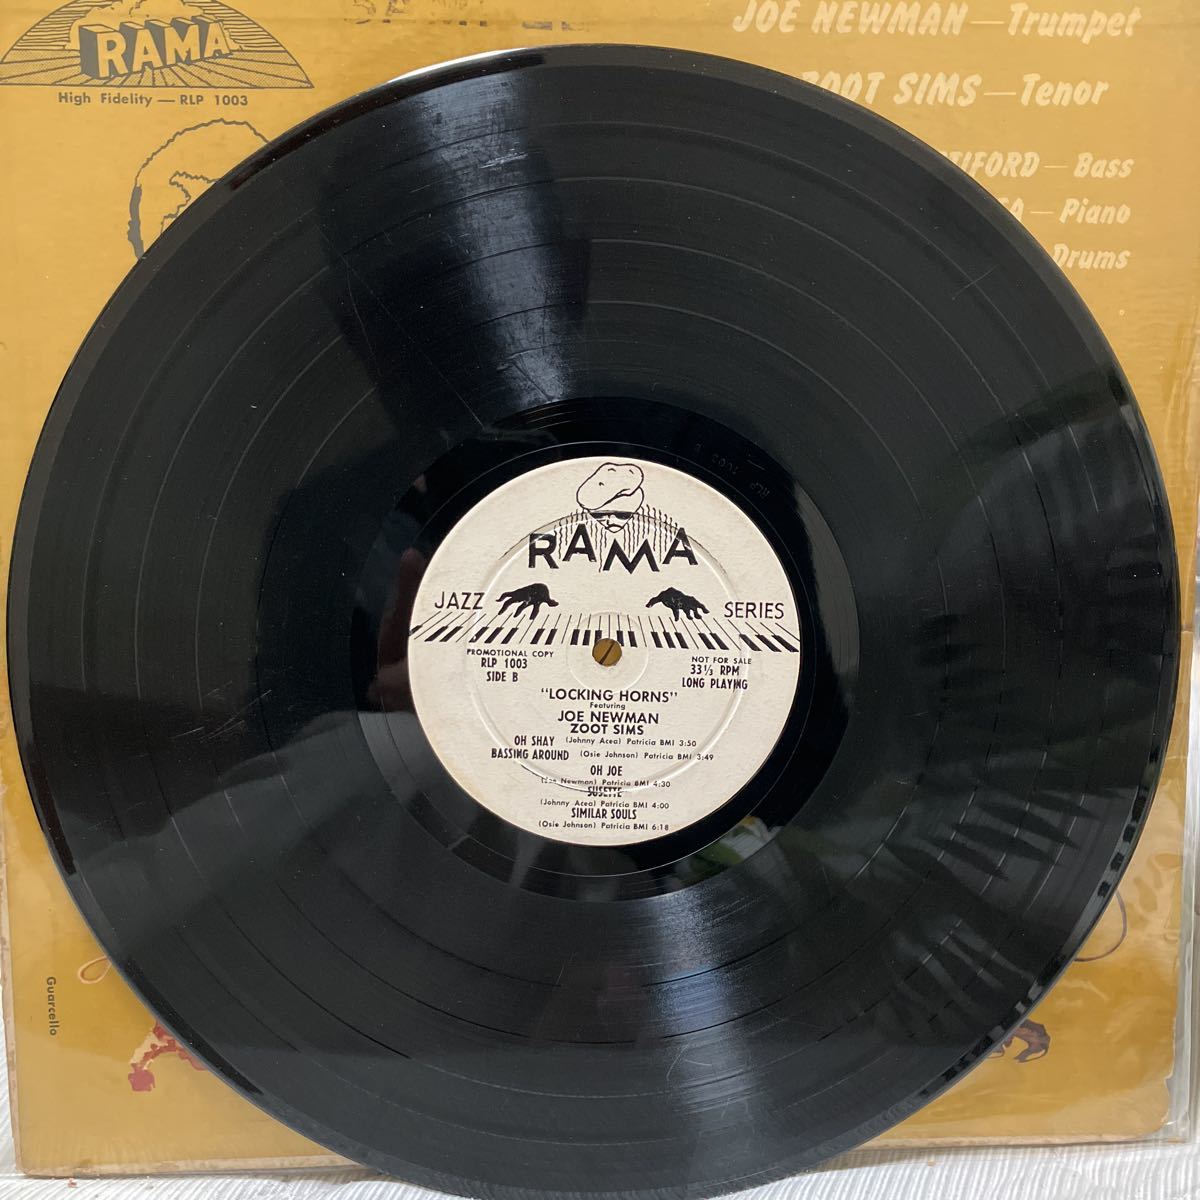 RAMA
High Fidelity — RLP 1003
JOE NEWMAN — Trumpet
ZOOT SIMS — Tenor
TIFORD — Bass
— Piano
Drums
RAMA
JAZZ SERIES
PROMOTIONAL COPY NOT FOR SALE
RLP 1003 33⅓ RPM
SIDE B LONG PLAYING
"LOCKING HORNS"
Featuring
JOE NEWMAN
ZOOT SIMS
OH SHAY (Johnny Acea) Patricia BMI 3:50
BASSING AROUND (Osie Johnson) Patricia BMI 3:49
OH JOE
(Joe Newman) Patricia BMI 4:30
SUSETTE
(Johnny Acea) Patricia BMI 4:00
SIMILAR SOULS
(Osie Johnson) Patricia BMI 6:18
RLP 1003 B
Guarcello